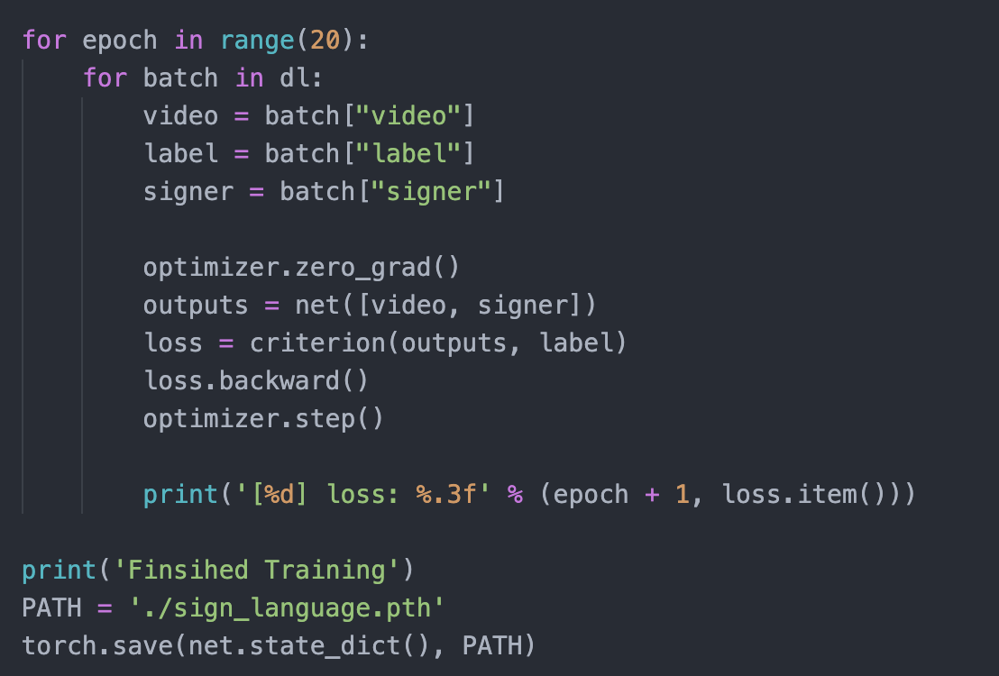 for epoch in range(20):
    for batch in dl:
        video = batch["video"]
        label = batch["label"]
        signer = batch["signer"]

        optimizer.zero_grad()
        outputs = net([video, signer])
        loss = criterion(outputs, label)
        loss.backward()
        optimizer.step()

        print('[%d] loss: %.3f' % (epoch + 1, loss.item()))

print('Finsihed Training')
PATH = './sign_language.pth'
torch.save(net.state_dict(), PATH)